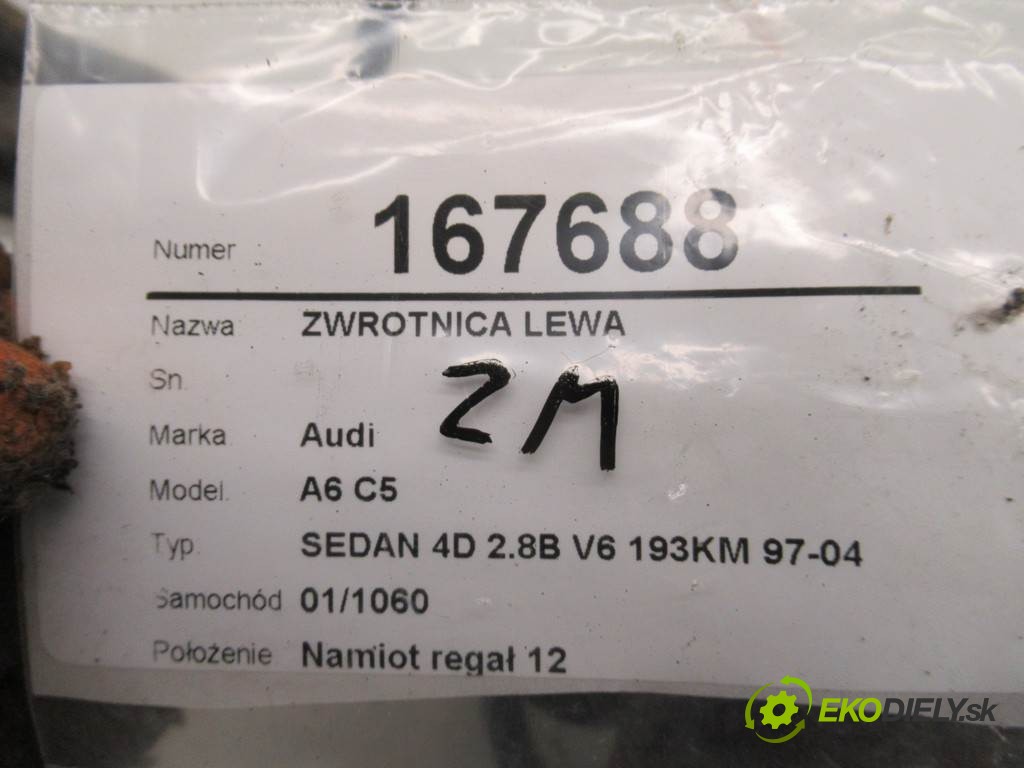 Numer 167688
Nazwa ZWROTNICA LEWA
Sn.
ZM
Marka Audi
Model. A6 C5
Typ. SEDAN 4D 2.8B V6 193KM 97-04
Samochód 01/1060
Położenie Namiot regał 12
EKODIELY.sk